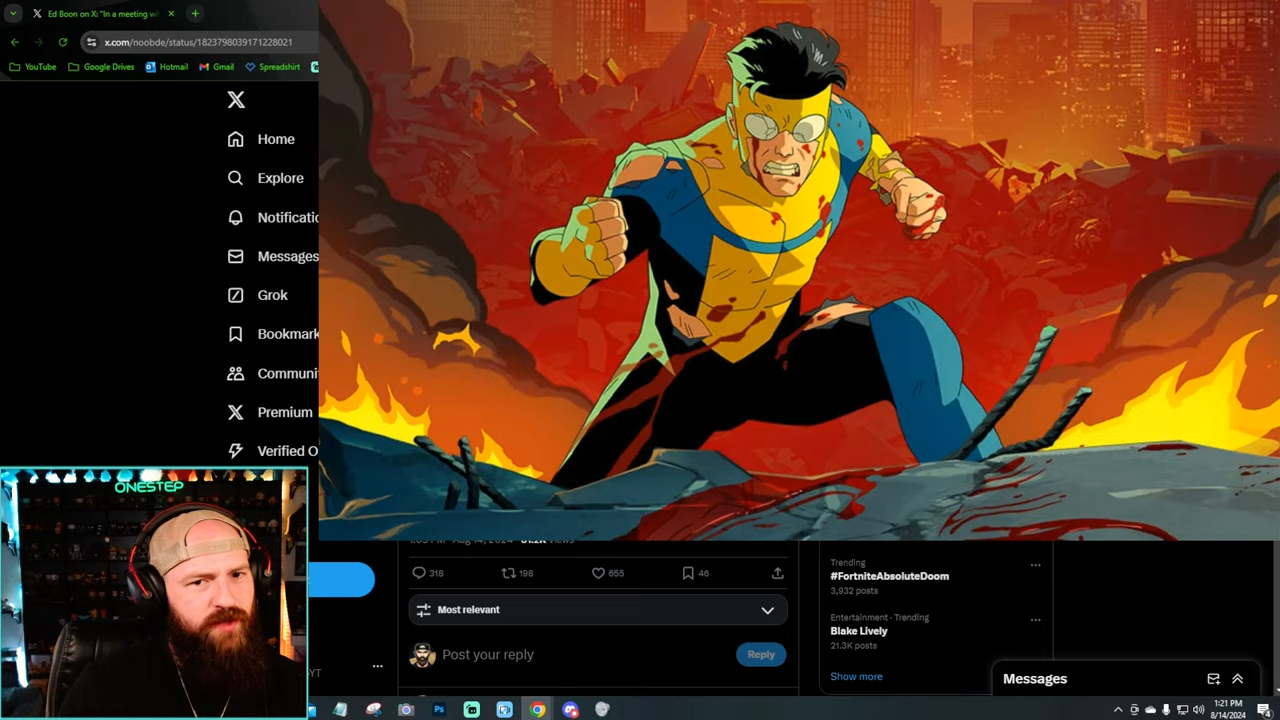 Ed Boon on X: "In a meeting wi
x.com/noobde/status/1823798039171228021
YouTube
Google Drives
Hotmail
Gmail
Spreadshirt
Home
Explore
Notificatio
Messages
Grok
Bookmark
Communi
Premium
Verified O
ONESTEP
318
198
655
46
Most relevant
Post your reply
Reply
Trending
#FortniteAbsoluteDoom
3,932 posts
Entertainment · Trending
Blake Lively
21.3K posts
Show more
Messages
YT
1:21 PM
8/14/2024